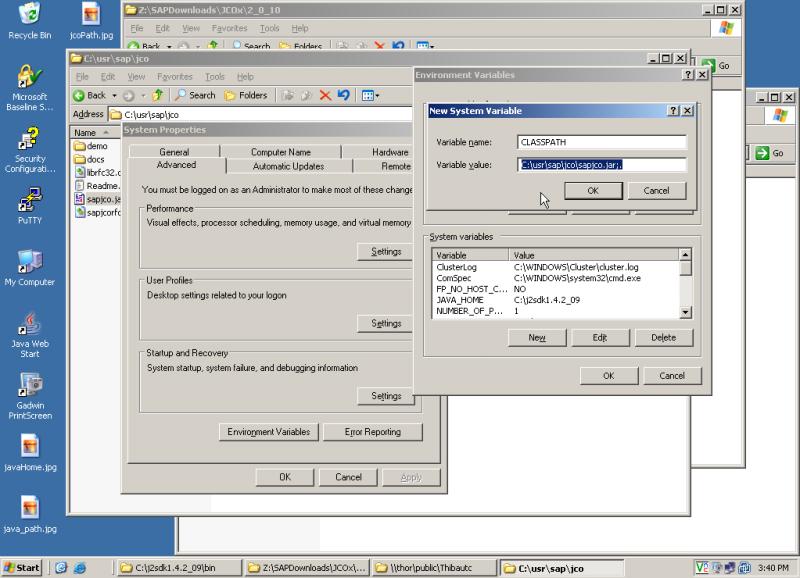 Recycle Bin
jcoPath.jpg
Microsoft
Baseline S...
Security
Configurati...
PuTTY
My Computer
Java Web
Start
Gadwin
PrintScreen
javaHome.jpg
java_path.jpg
Z:\SAPDownloads\JCOx\2_0_10
File Edit View Favorites Tools Help
Back Search Folders
Go
C:\usr\sap\jco
File Edit View Favorites Tools Help
Back Search Folders
Address C:\usr\sap\jco
Go
Name
demo
docs
librfc32.d
Readme.
sapjco.ja
sapjcorfc
System Properties
General Computer Name Hardware
Advanced Automatic Updates Remote
You must be logged on as an Administrator to make most of these change
Performance
Visual effects, processor scheduling, memory usage, and virtual memory
Settings
User Profiles
Desktop settings related to your logon
Settings
Startup and Recovery
System startup, system failure, and debugging information
Settings
Environment Variables Error Reporting
OK Cancel Apply
Environment Variables
New System Variable
Variable name: CLASSPATH
Variable value: C:\usr\sap\jco\sapjco.jar;.
OK Cancel
System variables
Variable Value
ClusterLog C:\WINDOWS\Cluster\cluster.log
ComSpec C:\WINDOWS\system32\cmd.exe
FP_NO_HOST_C... NO
JAVA_HOME C:\j2sdk1.4.2_09
NUMBER_OF_P... 1
New Edit Delete
OK Cancel
Go
Start
C:\j2sdk1.4.2_09\bin
Z:\SAPDownloads\JCOx\...
\\thor\public\Thibautc
C:\usr\sap\jco
3:40 PM